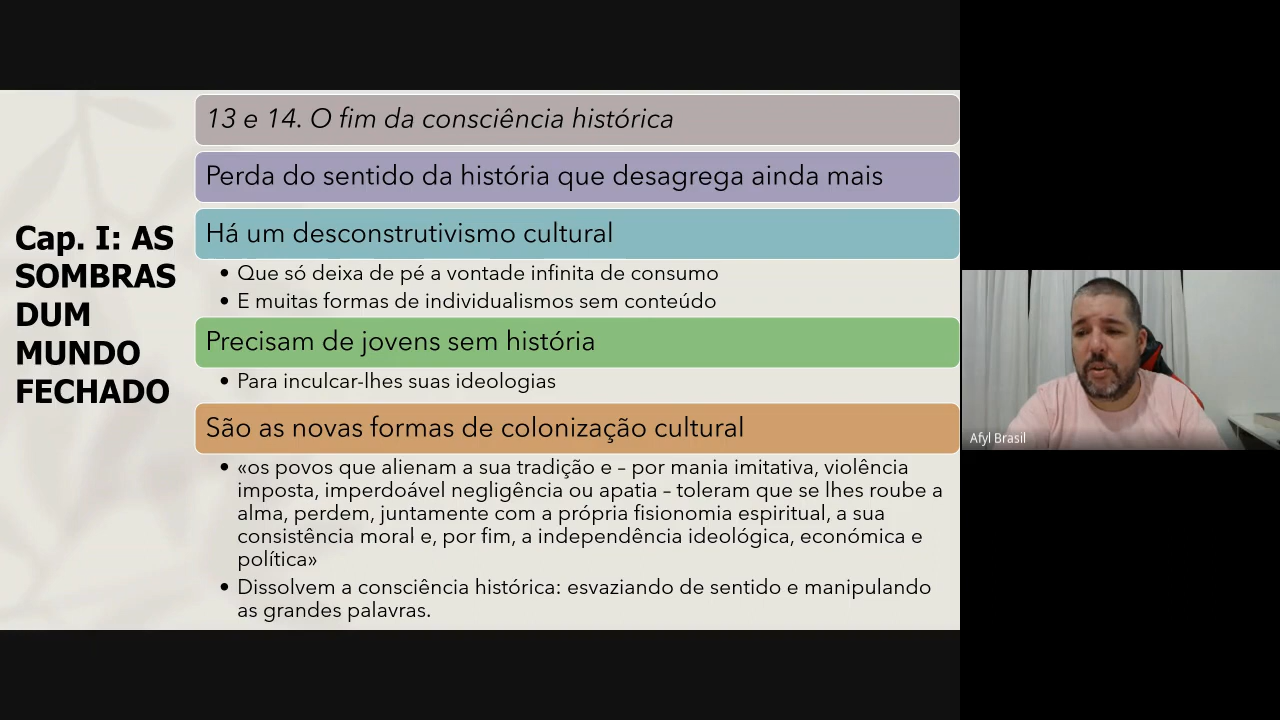 Cap. I: AS
SOMBRAS
DUM
MUNDO
FECHADO
13 e 14. O fim da consciência histórica
Perda do sentido da história que desagrega ainda mais
Há um desconstrutivismo cultural
• Que só deixa de pé a vontade infinita de consumo
• E muitas formas de individualismos sem conteúdo
Precisam de jovens sem história
• Para inculcar-lhes suas ideologias
São as novas formas de colonização cultural
• «os povos que alienam a sua tradição e – por mania imitativa, violência
imposta, imperdoável negligência ou apatia – toleram que se lhes roube a
alma, perdem, juntamente com a própria fisionomia espiritual, a sua
consistência moral e, por fim, a independência ideológica, económica e
política»
• Dissolvem a consciência histórica: esvaziando de sentido e manipulando
as grandes palavras.
Afyl Brasil